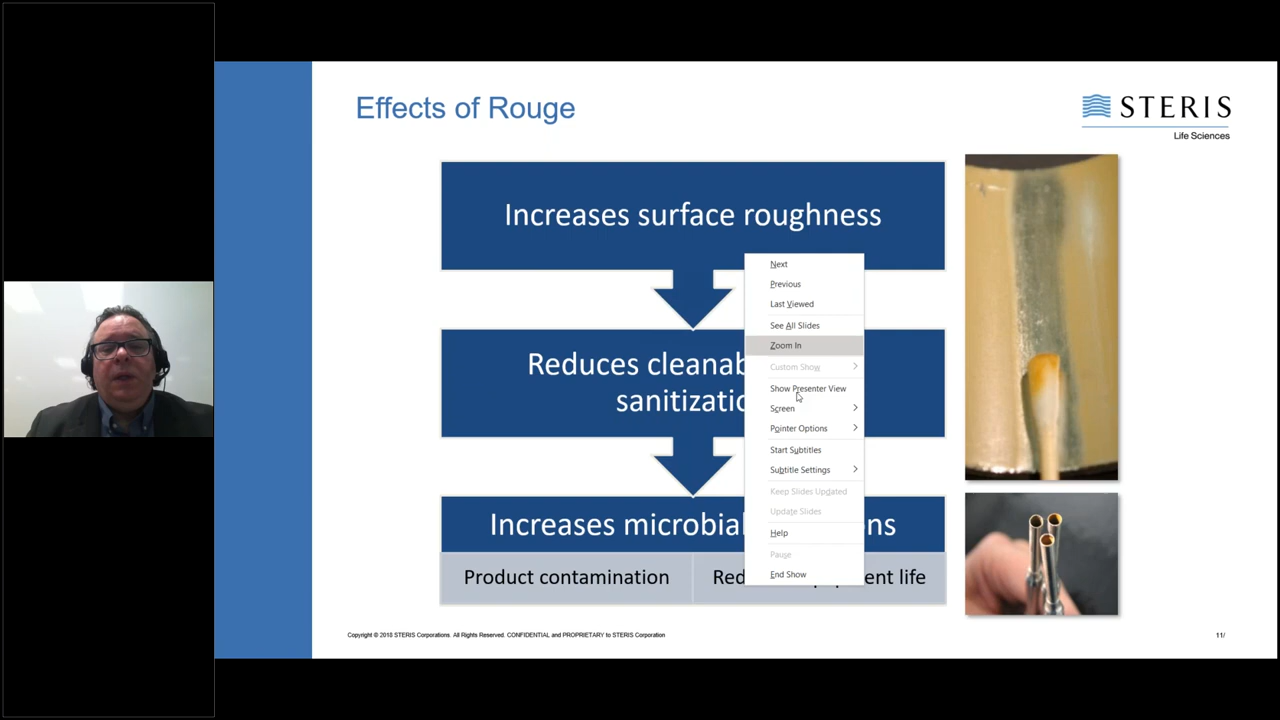 Effects of Rouge
STERIS
Life Sciences
Increases surface roughness
Reduces cleanab
sanitizatio
Increases microbial
ens
Product contamination
Red
ent life
Next
Previous
Last Viewed
See All Slides
Zoom In
Custom Show
Show Presenter View
Screen
Pointer Options
Start Subtitles
Subtitle Settings
Keep Slides Updated
Update Slides
Help
Pause
End Show
Copyright © 2010 STERIS Corporations. All Rights Reserved. CONFIDENTIAL and PROPRIETARY to STERIS Corporation
11/